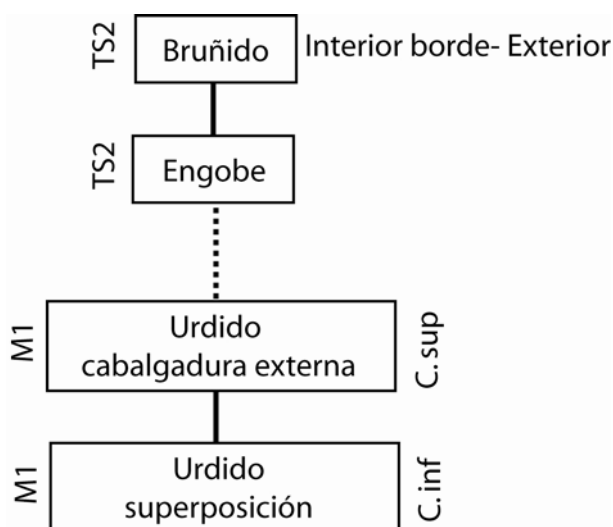 TS2
Bruñido
Interior borde- Exterior
TS2
Engobe
M1
Urdido
cabalgadura externa
C. sup
M1
Urdido
superposición
C. inf